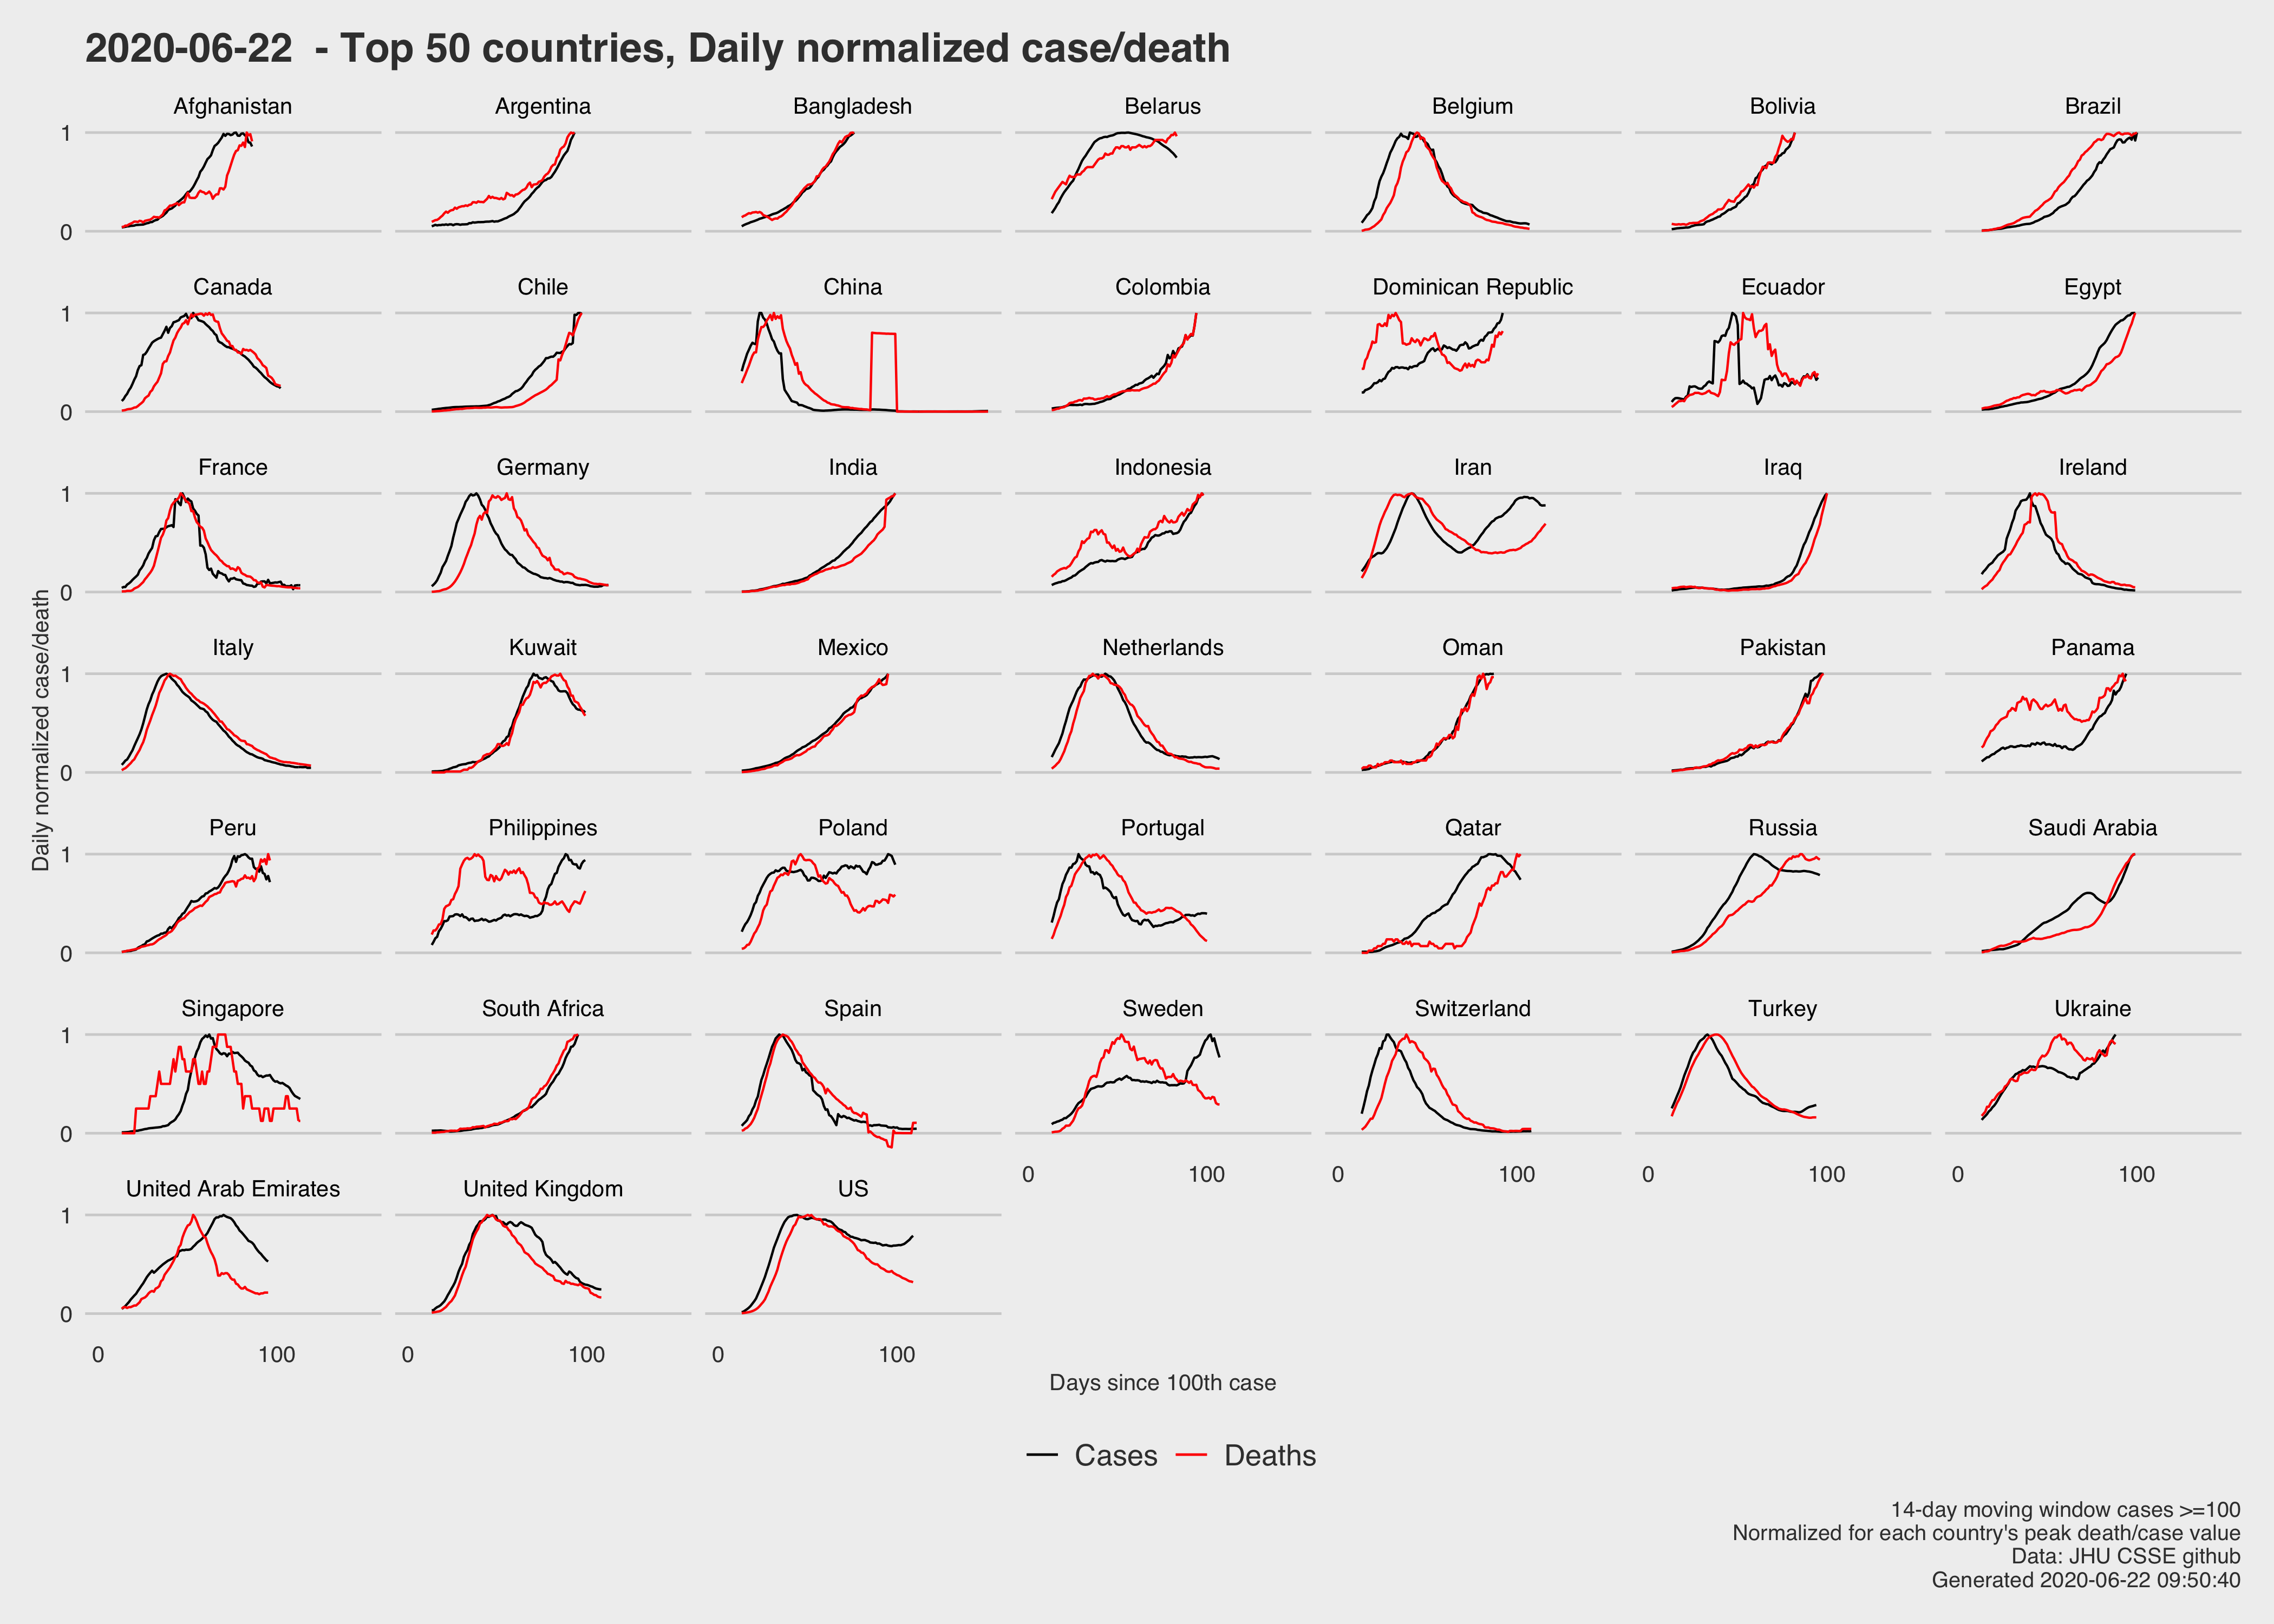 2020-06-22  - Top 50 countries, Daily normalized case/death
Afghanistan Argentina Bangladesh Belarus Belgium Bolivia Brazil
1
0
Canada Chile China Colombia Dominican Republic Ecuador Egypt
1
0
France Germany India Indonesia Iran Iraq Ireland
1
0
Italy Kuwait Mexico Netherlands Oman Pakistan Panama
1
0
Peru Philippines Poland Portugal Qatar Russia Saudi Arabia
1
0
Singapore South Africa Spain Sweden Switzerland Turkey Ukraine
1
0
0 100 0 100 0 100 0 100
United Arab Emirates United Kingdom US
1
0
0 100 0 100 0 100
Daily normalized case/death
Days since 100th case
Cases Deaths
14-day moving window cases >=100
Normalized for each country's peak death/case value
Data: JHU CSSE github
Generated 2020-06-22 09:50:40